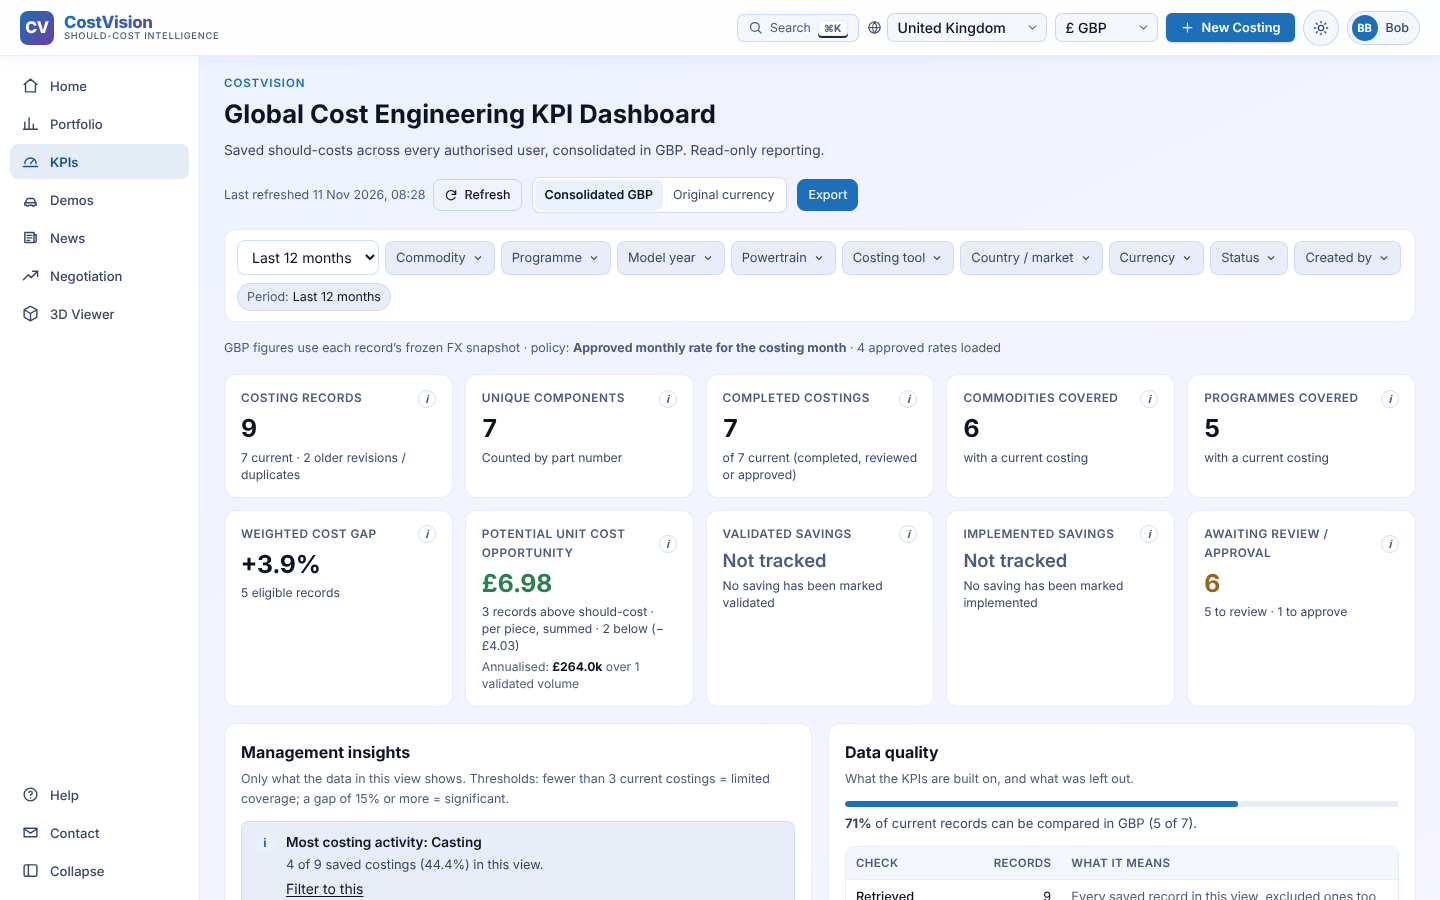 CV
CostVision
SHOULD-COST INTELLIGENCE
Search ⌘K
United Kingdom
£ GBP
+ New Costing
BB
Bob
Home
Portfolio
KPIs
Demos
News
Negotiation
3D Viewer
Help
Contact
Collapse
COSTVISION
Global Cost Engineering KPI Dashboard
Saved should-costs across every authorised user, consolidated in GBP. Read-only reporting.
Last refreshed 11 Nov 2026, 08:28
Refresh
Consolidated GBP
Original currency
Export
Last 12 months
Commodity
Programme
Model year
Powertrain
Costing tool
Country / market
Currency
Status
Created by
Period: Last 12 months
GBP figures use each record's frozen FX snapshot · policy: Approved monthly rate for the costing month · 4 approved rates loaded
COSTING RECORDS
i
9
7 current · 2 older revisions /
duplicates
UNIQUE COMPONENTS
i
7
Counted by part number
COMPLETED COSTINGS
i
7
of 7 current (completed, reviewed
or approved)
COMMODITIES COVERED
i
6
with a current costing
PROGRAMMES COVERED
i
5
with a current costing
WEIGHTED COST GAP
i
+3.9%
5 eligible records
POTENTIAL UNIT COST
OPPORTUNITY
i
£6.98
3 records above should-cost ·
per piece, summed · 2 below (−
£4.03)
Annualised: £264.0k over 1
validated volume
VALIDATED SAVINGS
i
Not tracked
No saving has been marked
validated
IMPLEMENTED SAVINGS
i
Not tracked
No saving has been marked
implemented
AWAITING REVIEW /
APPROVAL
i
6
5 to review · 1 to approve
Management insights
Only what the data in this view shows. Thresholds: fewer than 3 current costings = limited
coverage; a gap of 15% or more = significant.
i
Most costing activity: Casting
4 of 9 saved costings (44.4%) in this view.
Filter to this
Data quality
What the KPIs are built on, and what was left out.
71% of current records can be compared in GBP (5 of 7).
CHECK RECORDS WHAT IT MEANS
Retrieved 9 Every saved record in this view, excluded ones too